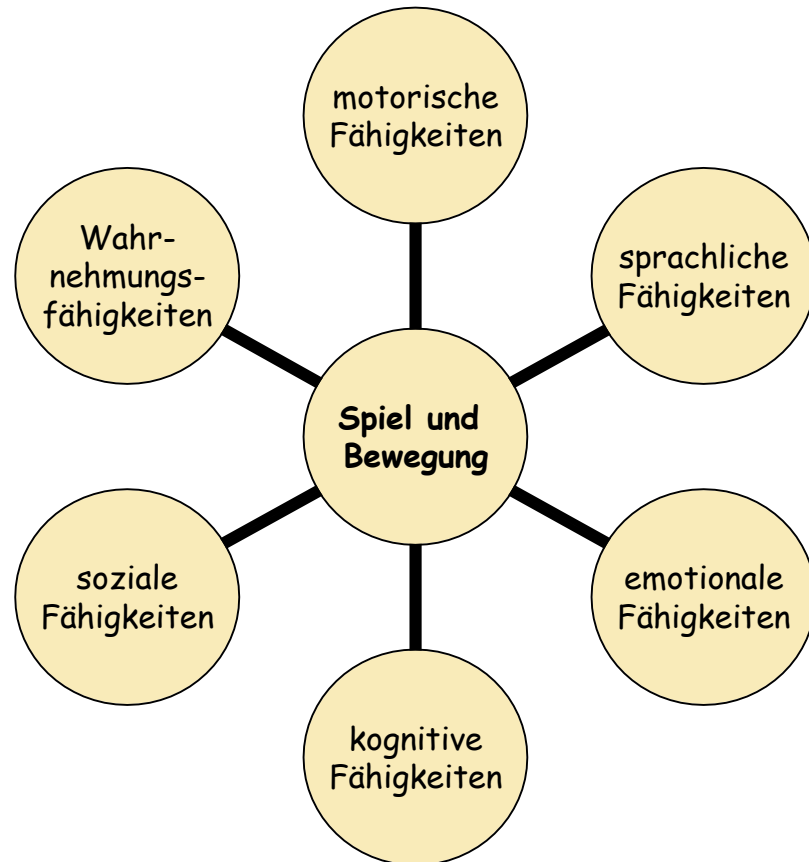 motorische
Fähigkeiten
Wahr-
nehmungs-
fähigkeiten
sprachliche
Fähigkeiten
Spiel und
Bewegung
soziale
Fähigkeiten
emotionale
Fähigkeiten
kognitive
Fähigkeiten